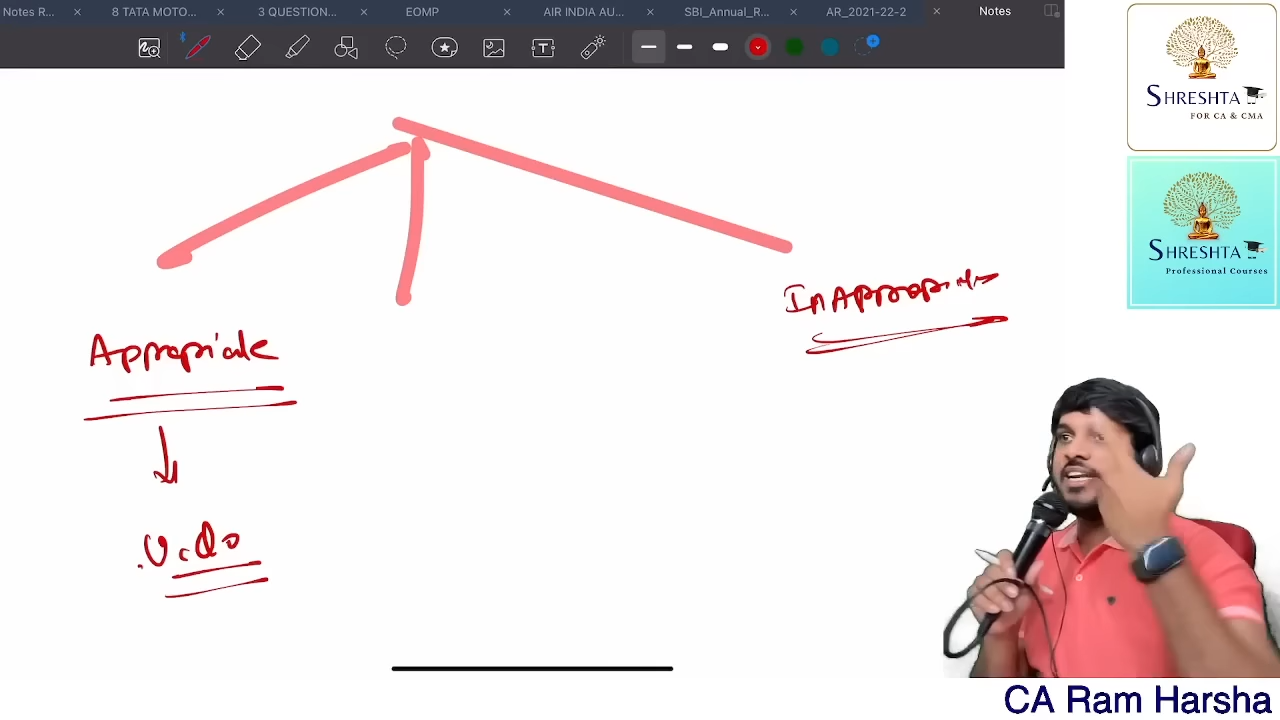 Notes R...
8 TATA MOTO...
3 QUESTION...
EOMP
AIR INDIA AU...
SBI_Annual_R...
AR_2021-22-2
Notes
SHRESHTA
FOR CA & CMA
SHRESHTA
Professional Courses
InAppropri
Appropriate
CA Ram Harsha